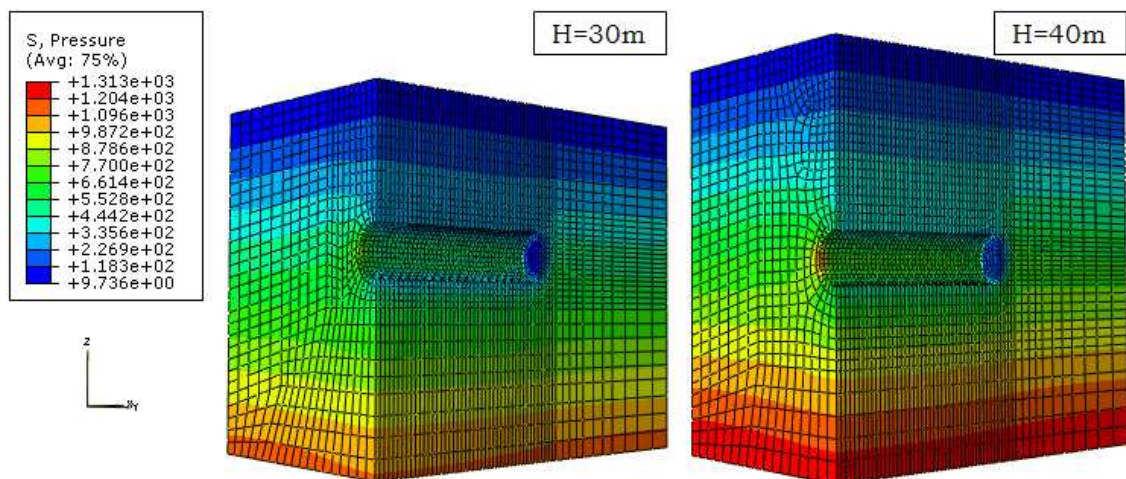 S, Pressure
(Avg: 75%)
+1.313e+03
+1.204e+03
+1.096e+03
+9.872e+02
+8.786e+02
+7.700e+02
+6.614e+02
+5.528e+02
+4.442e+02
+3.356e+02
+2.269e+02
+1.183e+02
+9.736e+00
H=30m
H=40m
Z